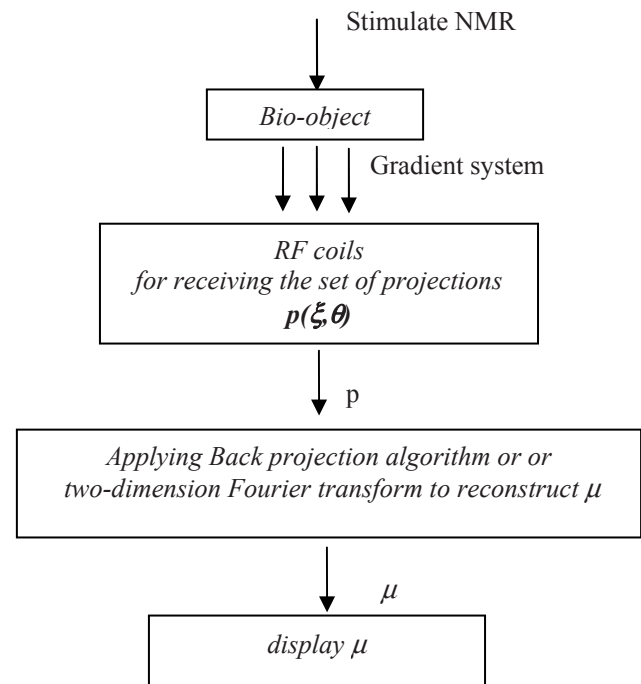 Stimulate NMR
Bio-object
Gradient system
RF coils
for receiving the set of projections
p(ξ,θ)
p
Applying Back projection algorithm or or
two-dimension Fourier transform to reconstruct μ
μ
display μ